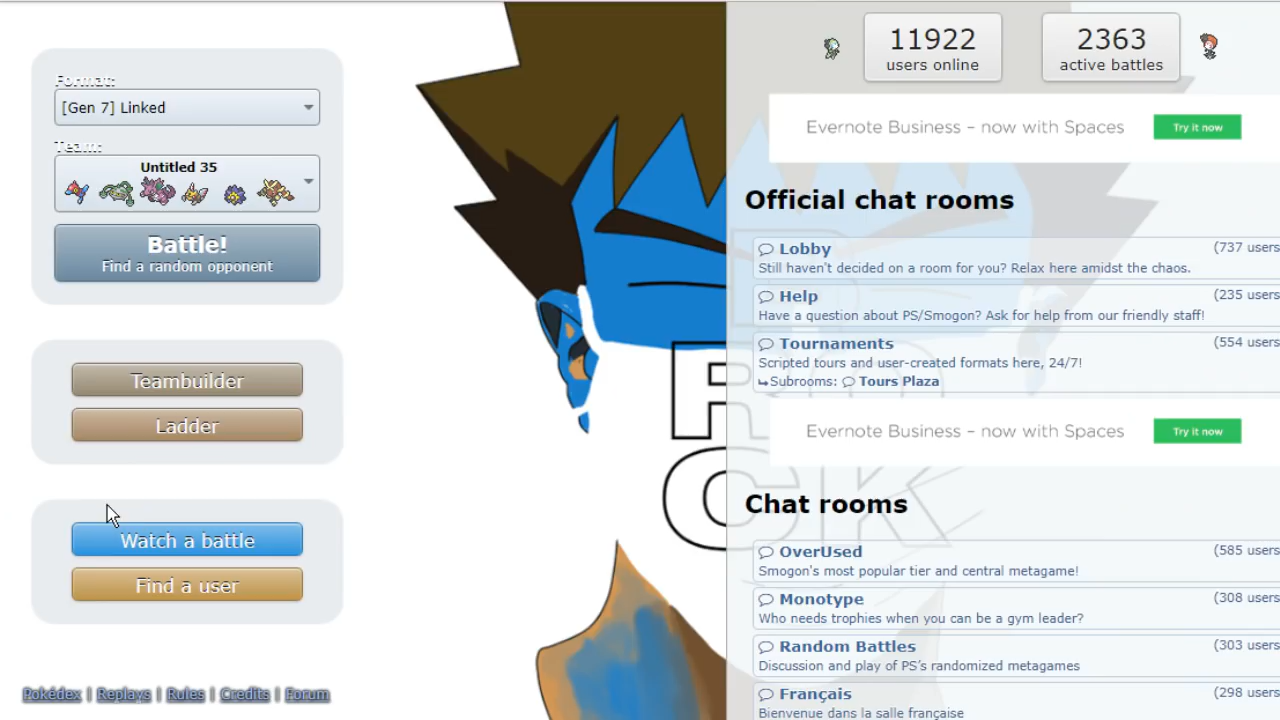 Format:
[Gen 7] Linked
Team:
Untitled 35
Battle!
Find a random opponent
Teambuilder
Ladder
Watch a battle
Find a user
Pokédex | Replays | Rules | Credits | Forum
ROCK
11922
users online
2363
active battles
Evernote Business – now with Spaces
Try it now
Official chat rooms
Lobby (737 users
Still haven't decided on a room for you? Relax here amidst the chaos.
Help (235 users
Have a question about PS/Smogon? Ask for help from our friendly staff!
Tournaments (554 users
Scripted tours and user-created formats here, 24/7!
↳Subrooms: Tours Plaza
Evernote Business – now with Spaces
Try it now
Chat rooms
OverUsed (585 users
Smogon's most popular tier and central metagame!
Monotype (308 users
Who needs trophies when you can be a gym leader?
Random Battles (303 users
Discussion and play of PS's randomized metagames
Français (298 users
Bienvenue dans la salle française